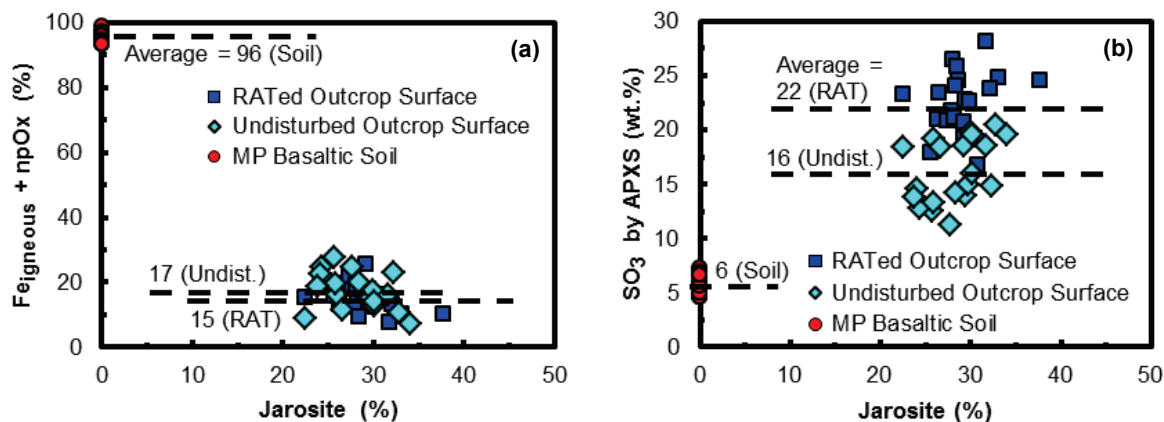 (a)
100
80
60
40
20
0
Fe_igneous + npOx (%)
Average = 96 (Soil)
RATed Outcrop Surface
Undisturbed Outcrop Surface
MP Basaltic Soil
17 (Undist.)
15 (RAT)
0 10 20 30 40 50
Jarosite (%)
(b)
30
25
20
15
10
5
0
SO3 by APXS (wt.%)
Average =
22 (RAT)
16 (Undist.)
6 (Soil)
RATed Outcrop Surface
Undisturbed Outcrop Surface
MP Basaltic Soil
0 10 20 30 40 50
Jarosite (%)